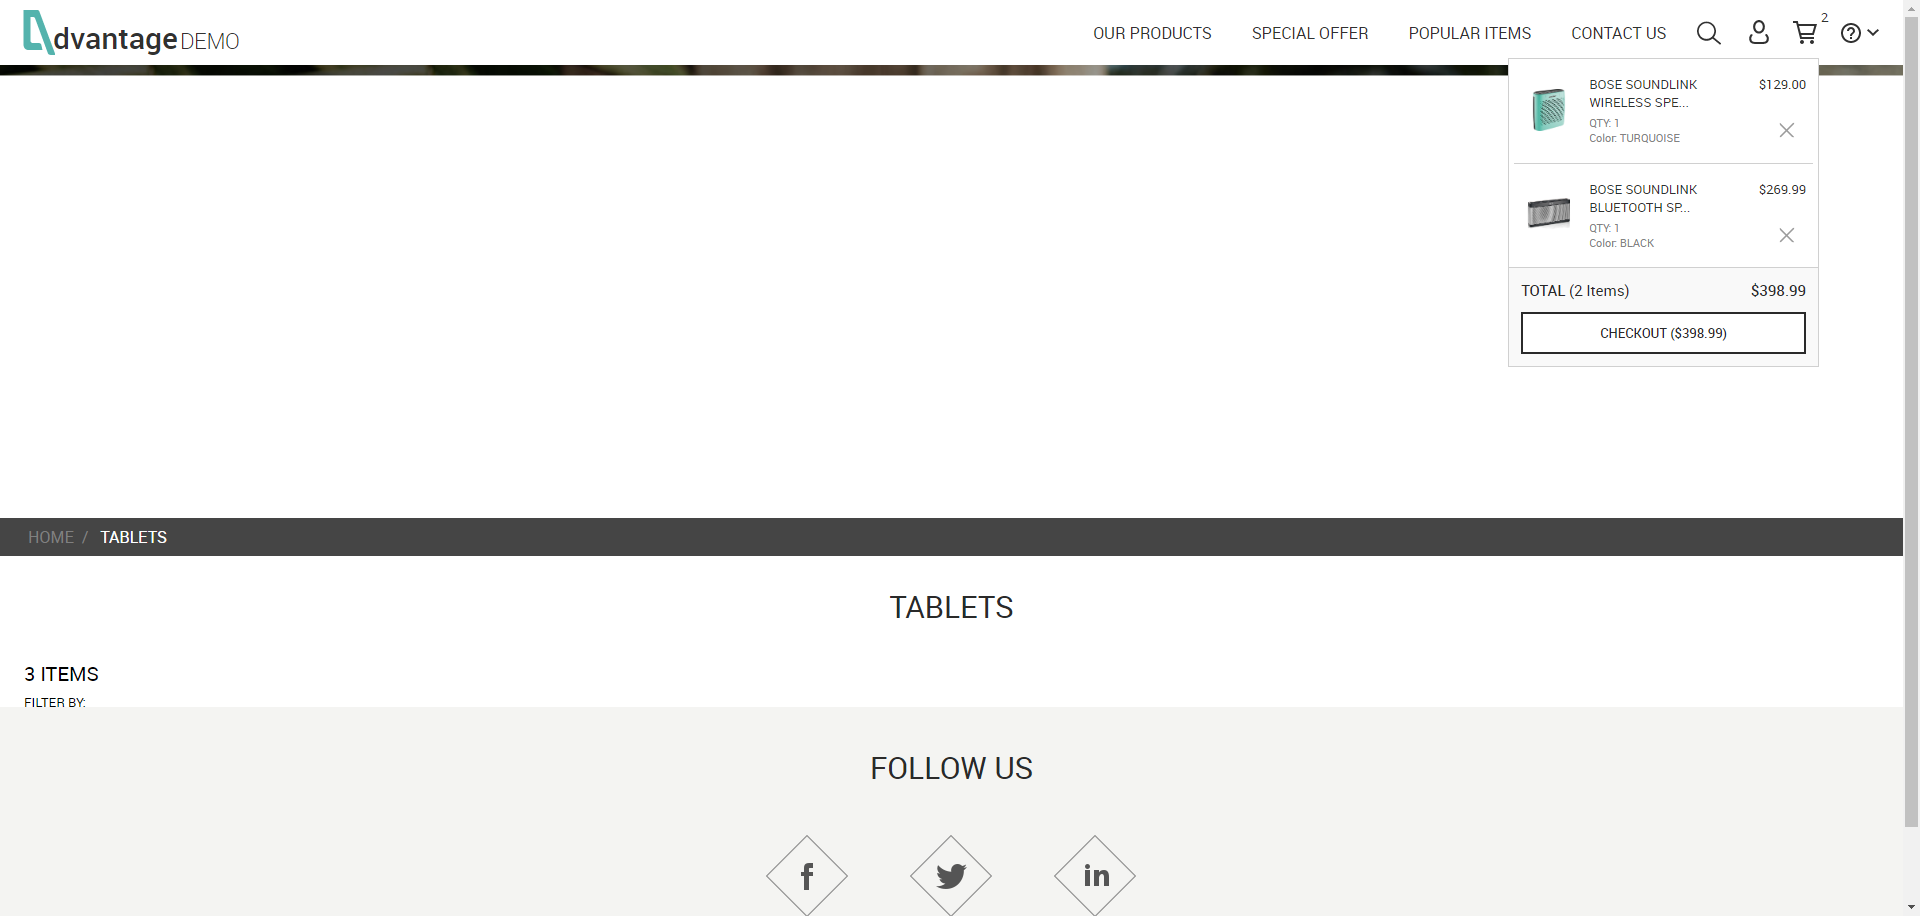 dvantage DEMO
OUR PRODUCTS
SPECIAL OFFER
POPULAR ITEMS
CONTACT US
2
BOSE SOUNDLINK $129.00
WIRELESS SPE...
QTY: 1
Color: TURQUOISE
BOSE SOUNDLINK $269.99
BLUETOOTH SP...
QTY: 1
Color: BLACK
TOTAL (2 Items) $398.99
CHECKOUT ($398.99)
HOME / TABLETS
TABLETS
3 ITEMS
FILTER BY:
FOLLOW US
f
in